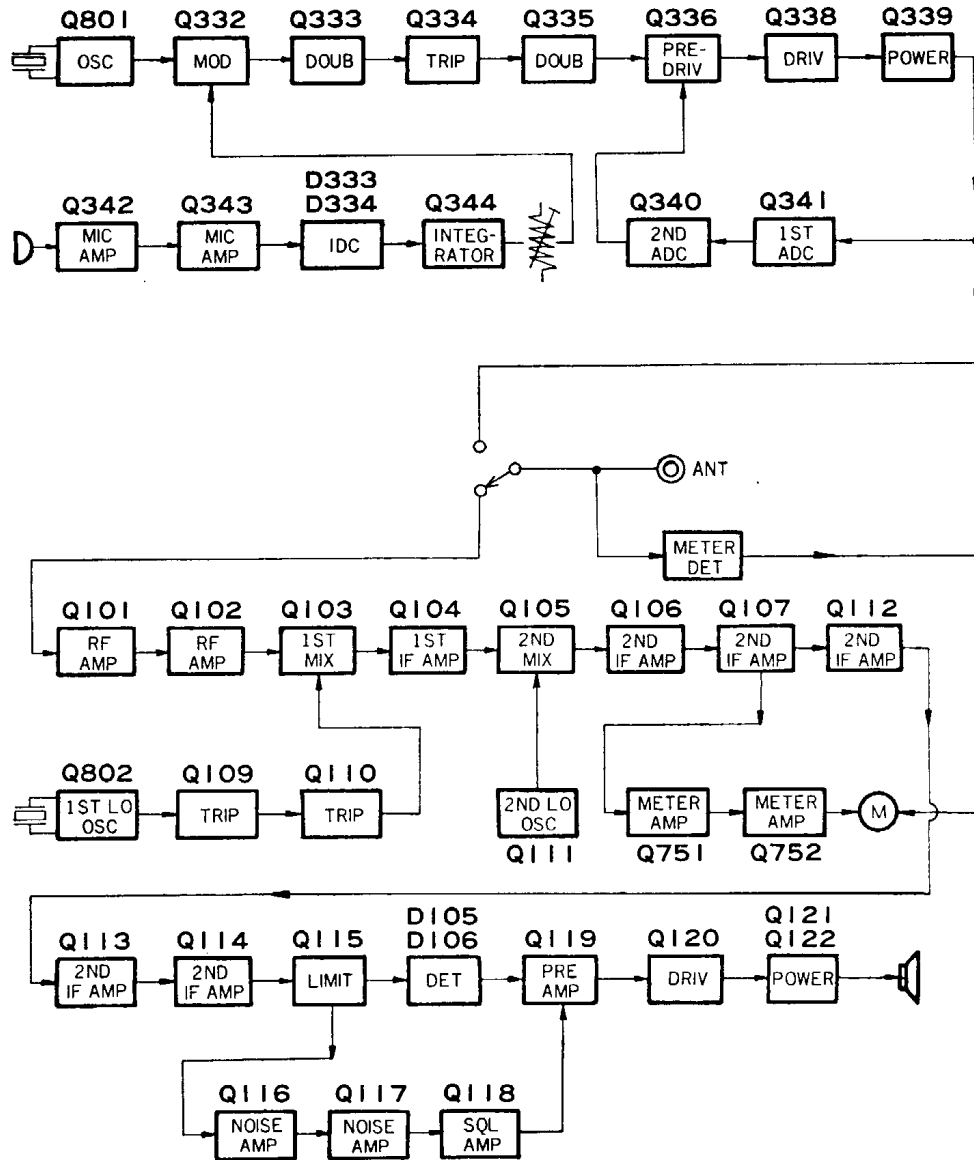 Q801 Q332 Q333 Q334 Q335 Q336 Q338 Q339
OSC MOD DOUB TRIP DOUB PRE-DRIV DRIV POWER
D333
D334
Q342 Q343 Q344 Q340 Q341
MIC AMP MIC AMP IDC INTEG-RATOR 2ND ADC 1ST ADC
ANT
METER DET
Q101 Q102 Q103 Q104 Q105 Q106 Q107 Q112
RF AMP RF AMP 1ST MIX 1ST IF AMP 2ND MIX 2ND IF AMP 2ND IF AMP 2ND IF AMP
Q802 Q109 Q110
1ST LO OSC TRIP TRIP 2ND LO OSC METER AMP METER AMP M
Q111 Q751 Q752
D105 Q121
Q113 Q114 Q115 D106 Q119 Q120 Q122
2ND IF AMP 2ND IF AMP LIMIT DET PRE AMP DRIV POWER
Q116 Q117 Q118
NOISE AMP NOISE AMP SQL AMP